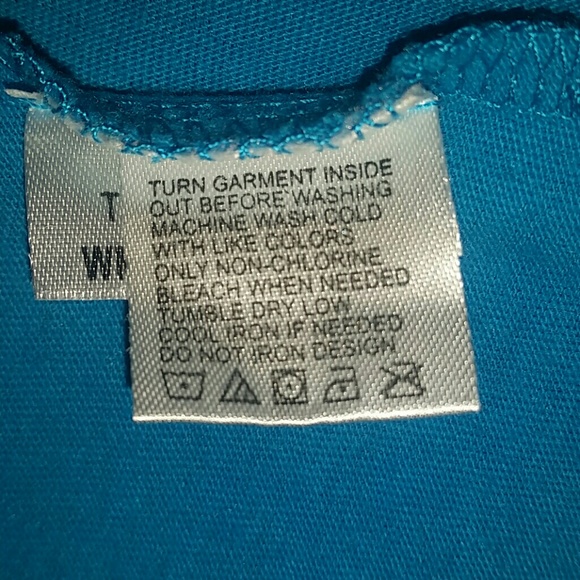 TURN GARMENT INSIDE
OUT BEFORE WASHING
MACHINE WASH COLD
WITH LIKE COLORS
ONLY NON-CHLORINE
BLEACH WHEN NEEDED
TUMBLE DRY LOW
COOL IRON IF NEEDED
DO NOT IRON DESIGN